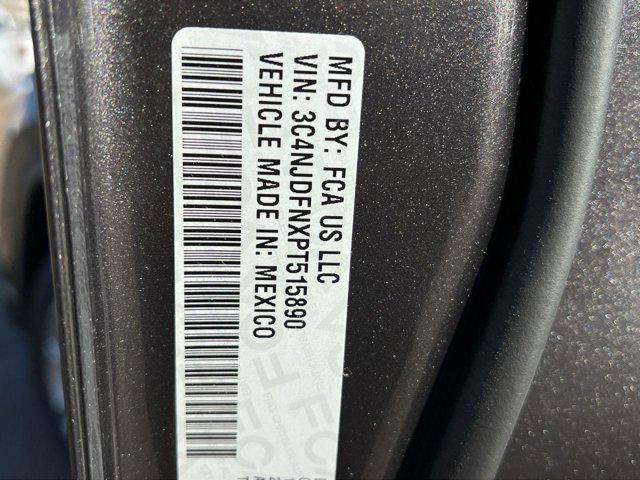 MFD BY: FCA US LLC
VIN: 3C4NJDFNXPT515890
VEHICLE MADE IN: MEXICO